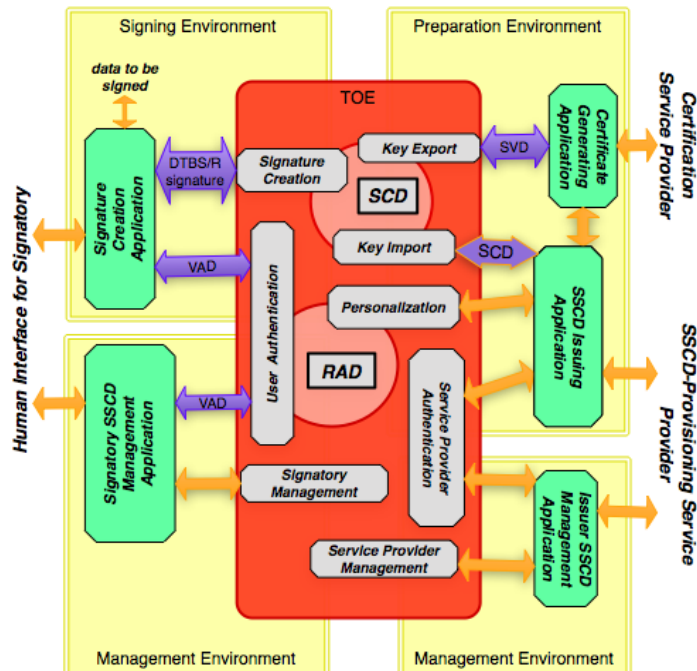 Signing Environment
Preparation Environment
data to be
signed
TOE
Signature
Creation
Application
DTBS/R
signature
Signature
Creation
Key Export
SVD
Certificate
Generating
Application
Certification
Service Provider
SCD
Key Import
SCD
VAD
Human Interface for Signatory
User Authentication
Personalization
SSCD Issuing
Application
RAD
Service Provider
Authentication
SSCD-Provisioning Service
Provider
Signatory SSCD
Management
Application
VAD
Signatory
Management
Issuer SSCD
Management
Application
Service Provider
Management
Management Environment
Management Environment